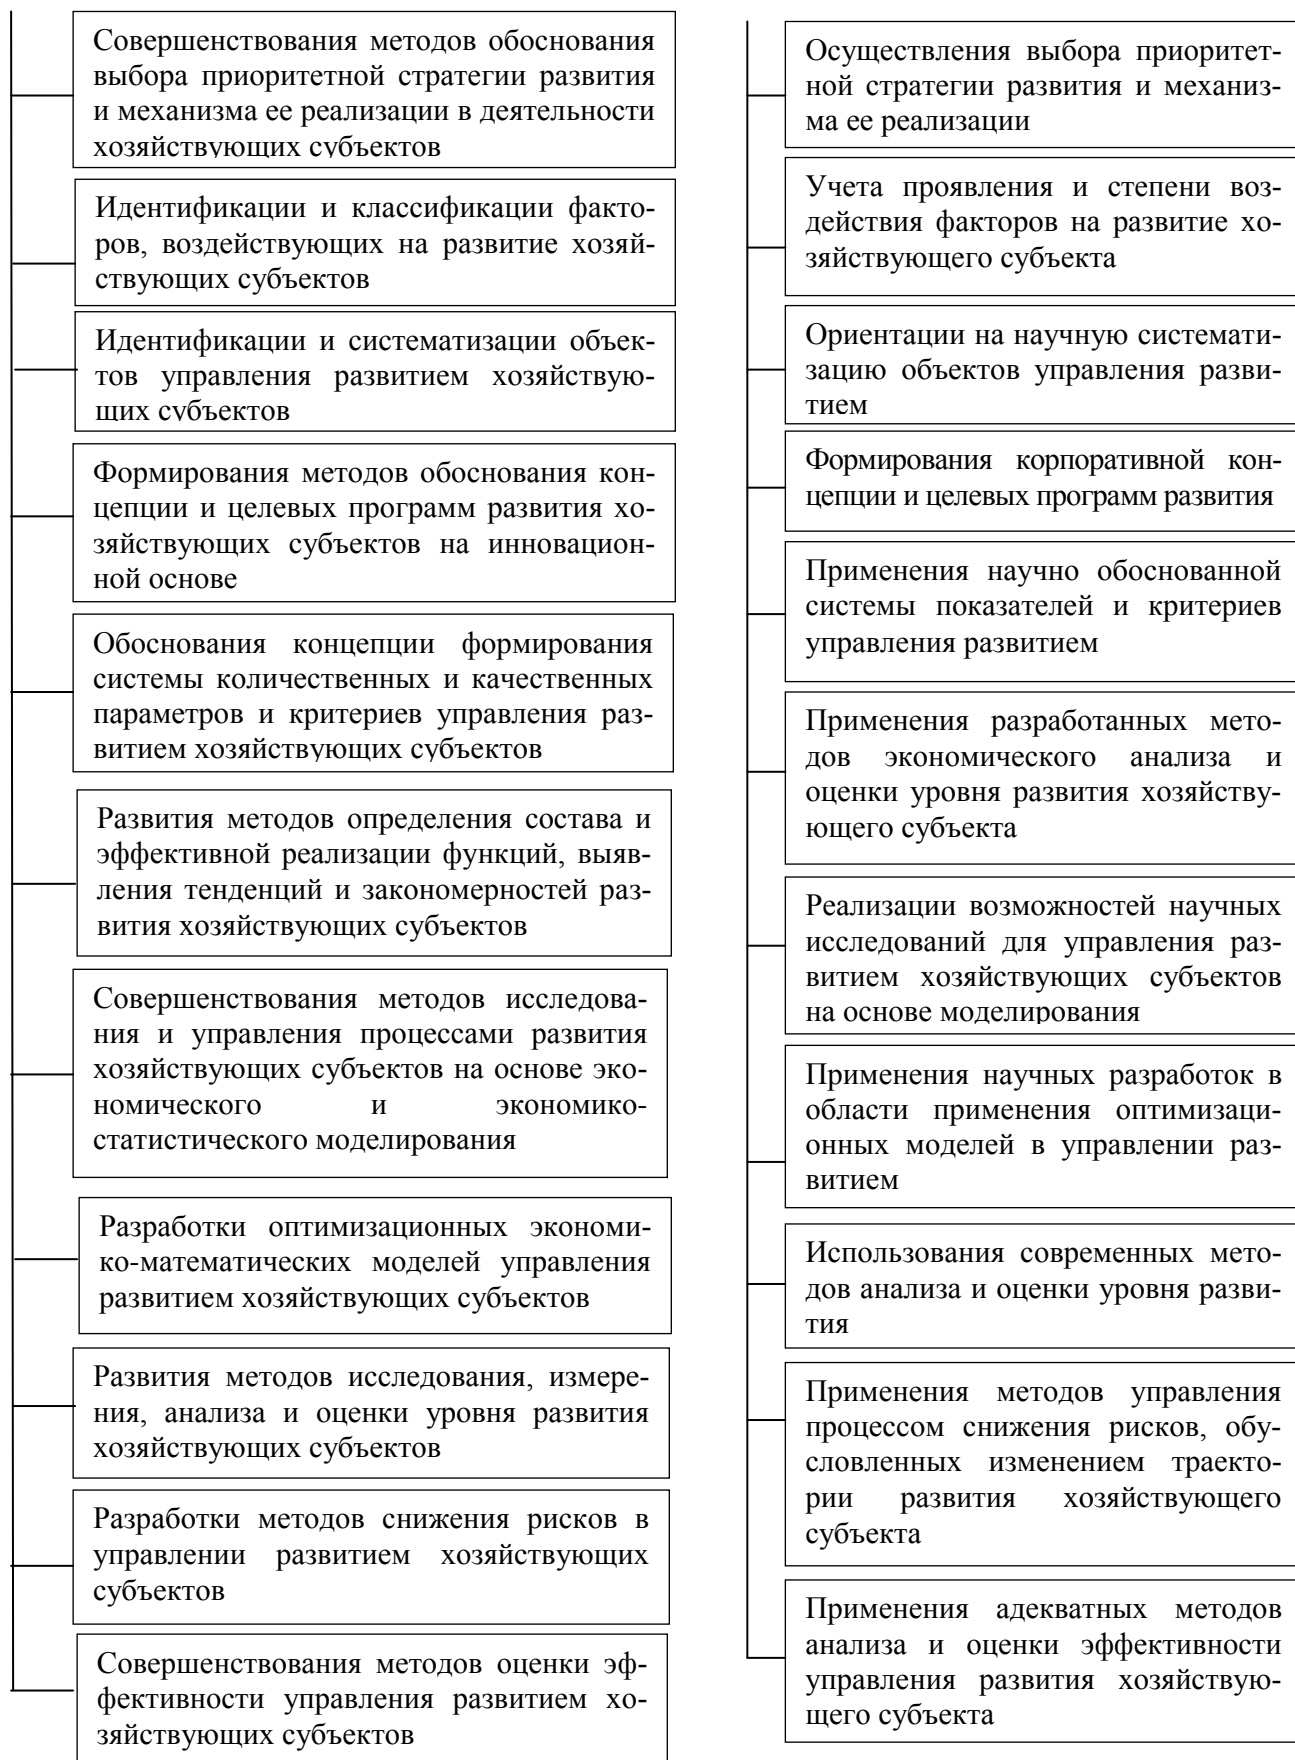 Совершенствования методов обоснования
выбора приоритетной стратегии развития
и механизма ее реализации в деятельности
хозяйствующих субъектов
Идентификации и классификации факто-
ров, воздействующих на развитие хозяй-
ствующих субъектов
Идентификации и систематизации объек-
тов управления развитием хозяйствую-
щих субъектов
Формирования методов обоснования кон-
цепции и целевых программ развития хо-
зяйствующих субъектов на инновацион-
ной основе
Обоснования концепции формирования
системы количественных и качественных
параметров и критериев управления раз-
витием хозяйствующих субъектов
Развития методов определения состава и
эффективной реализации функций, выяв-
ления тенденций и закономерностей раз-
вития хозяйствующих субъектов
Совершенствования методов исследова-
ния и управления процессами развития
хозяйствующих субъектов на основе эко-
номического и экономико-
статистического моделирования
Разработки оптимизационных экономи-
ко-математических моделей управления
развитием хозяйствующих субъектов
Развития методов исследования, измере-
ния, анализа и оценки уровня развития
хозяйствующих субъектов
Разработки методов снижения рисков в
управлении развитием хозяйствующих
субъектов
Совершенствования методов оценки эф-
фективности управления развитием хо-
зяйствующих субъектов
Осуществления выбора приоритет-
ной стратегии развития и механиз-
ма ее реализации
Учета проявления и степени воз-
действия факторов на развитие хо-
зяйствующего субъекта
Ориентации на научную системати-
зацию объектов управления разви-
тием
Формирования корпоративной кон-
цепции и целевых программ развития
Применения научно обоснованной
системы показателей и критериев
управления развитием
Применения разработанных мето-
дов экономического анализа и
оценки уровня развития хозяйству-
ющего субъекта
Реализации возможностей научных
исследований для управления раз-
витием хозяйствующих субъектов
на основе моделирования
Применения научных разработок в
области применения оптимизаци-
онных моделей в управлении раз-
витием
Использования современных мето-
дов анализа и оценки уровня разви-
тия
Применения методов управления
процессом снижения рисков, обу-
словленных изменением траекто-
рии развития хозяйствующего
субъекта
Применения адекватных методов
анализа и оценки эффективности
управления развития хозяйствую-
щего субъекта